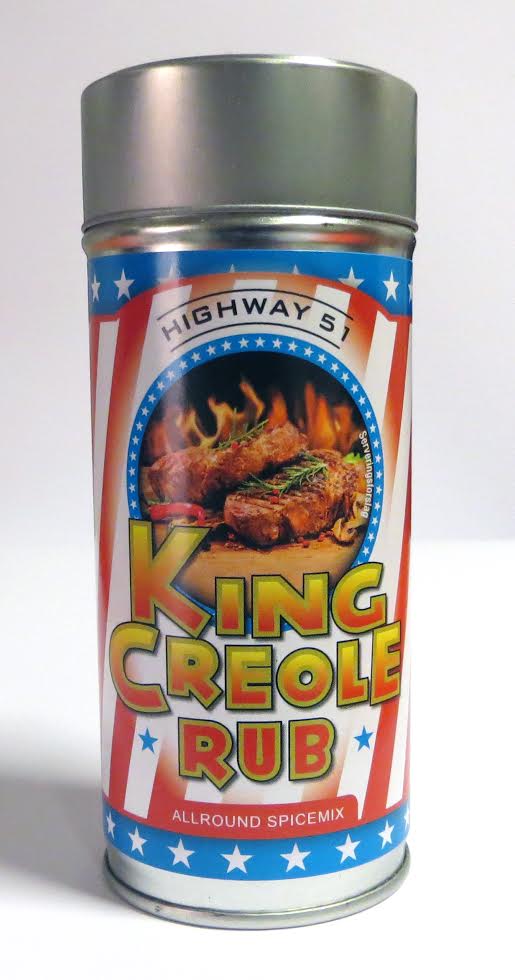 HIGHWAY 51
Serveringsforslag
KING
CREOLE
RUB
ALLROUND SPICEMIX